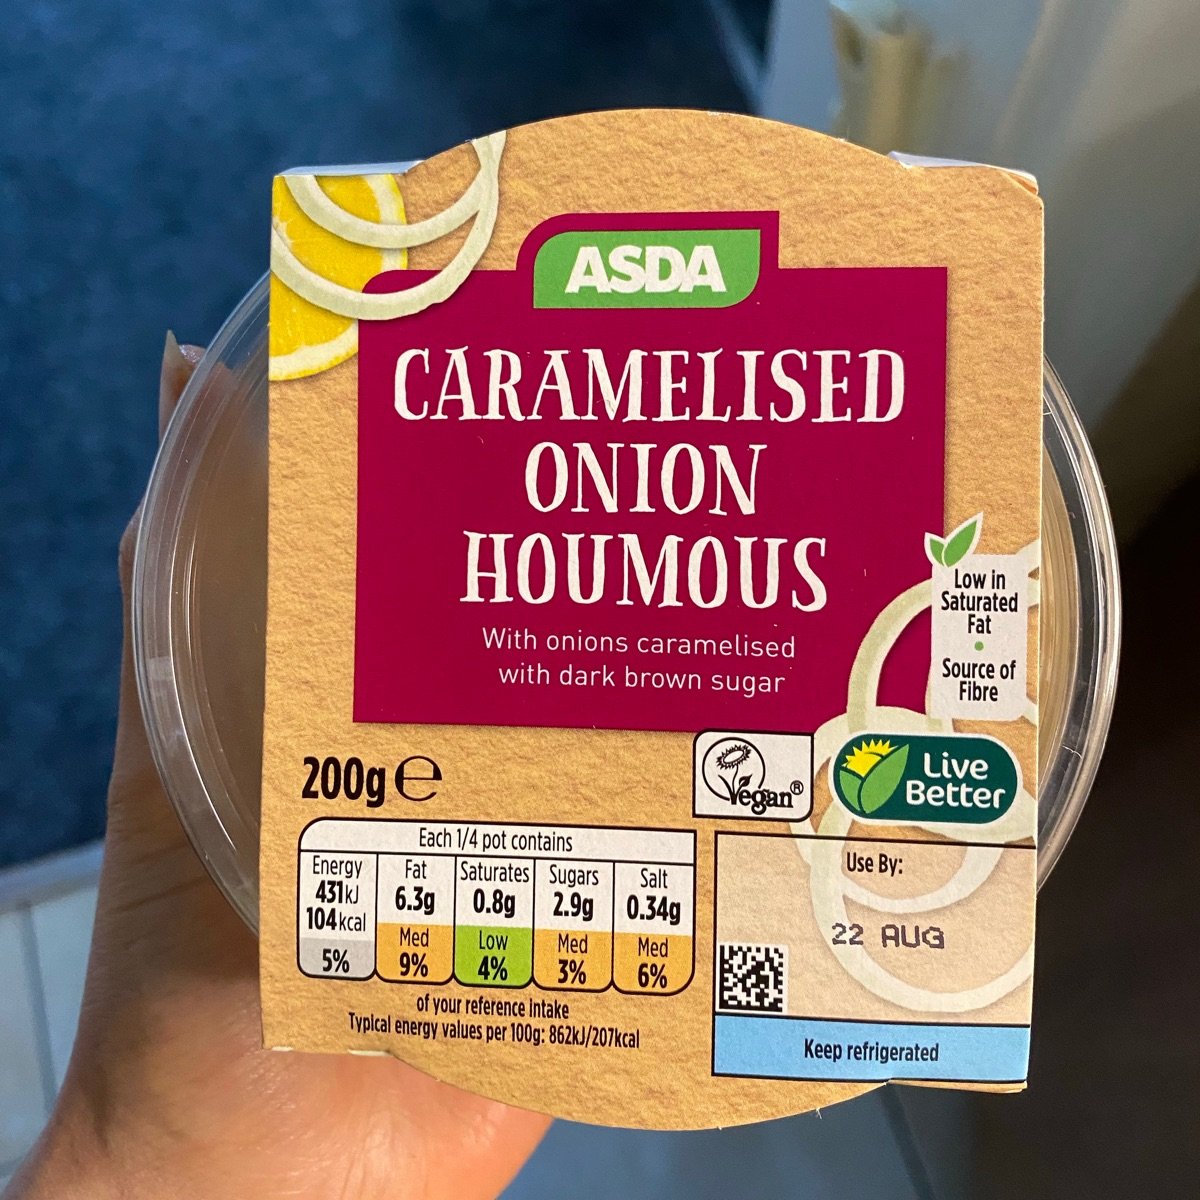 ASDA
CARAMELISED
ONION
HOUMOUS
With onions caramelised
with dark brown sugar
Low in
Saturated
Fat
•
Source of
Fibre
200g ℮
Vegan®
Live
Better
Each 1/4 pot contains
Energy Fat Saturates Sugars Salt
431kJ 6.3g 0.8g 2.9g 0.34g
104kcal
Med Low Med Med
5% 9% 4% 3% 6%
of your reference intake
Typical energy values per 100g: 862kJ/207kcal
Use By:
22 AUG
Keep refrigerated